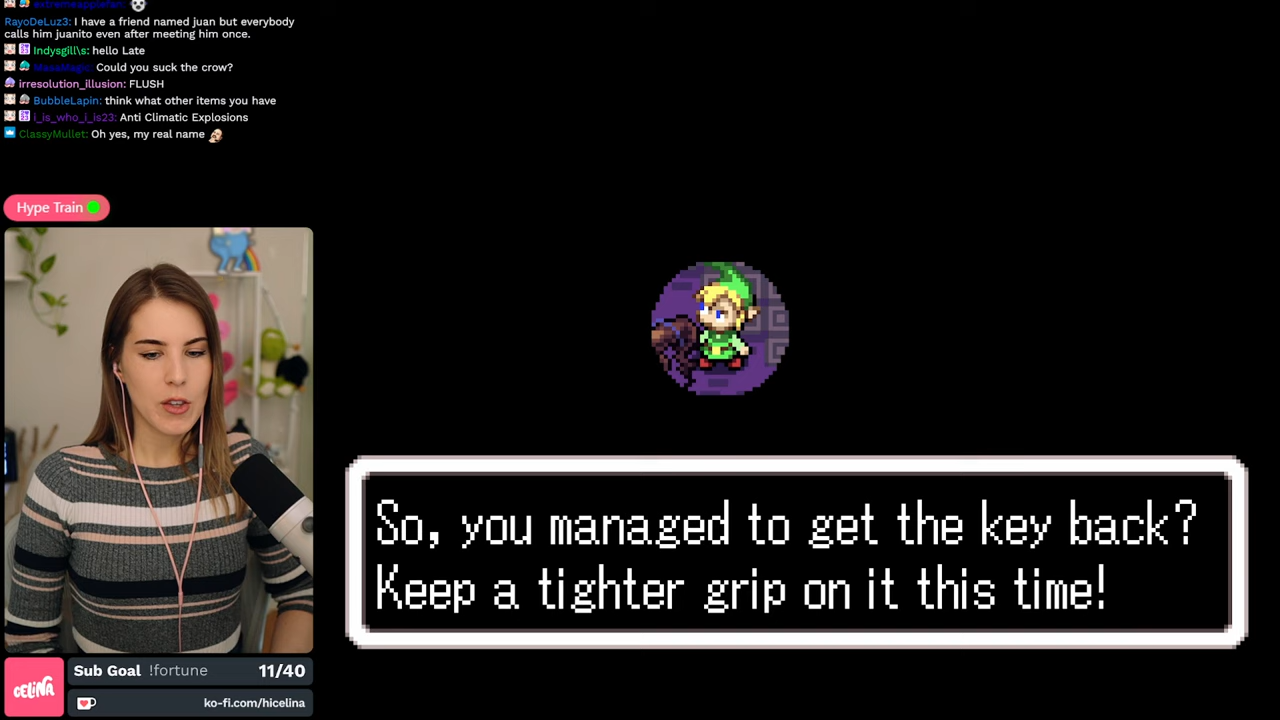 extremeapplefan:
RayoDeLuz3: I have a friend named juan but everybody
calls him juanito even after meeting him once.
Indysgill\s: hello Late
MassMagic: Could you suck the crow?
irresolution_illusion: FLUSH
BubbleLapin: think what other items you have
i_is_who_i_is23: Anti Climatic Explosions
ClassyMullet: Oh yes, my real name
Hype Train
So, you managed to get the key back?
Keep a tighter grip on it this time!
Sub Goal !fortune 11/40
CELINA
ko-fi.com/hicelina